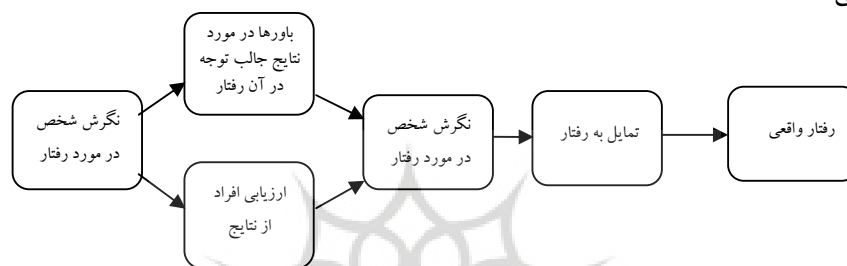 باورها در مورد
نتایج جالب توجه
در آن رفتار
نگرش شخص
در مورد رفتار
ارزیابی افراد
از نتایج
نگرش شخص
در مورد رفتار
تمایل به رفتار
رفتار واقعی